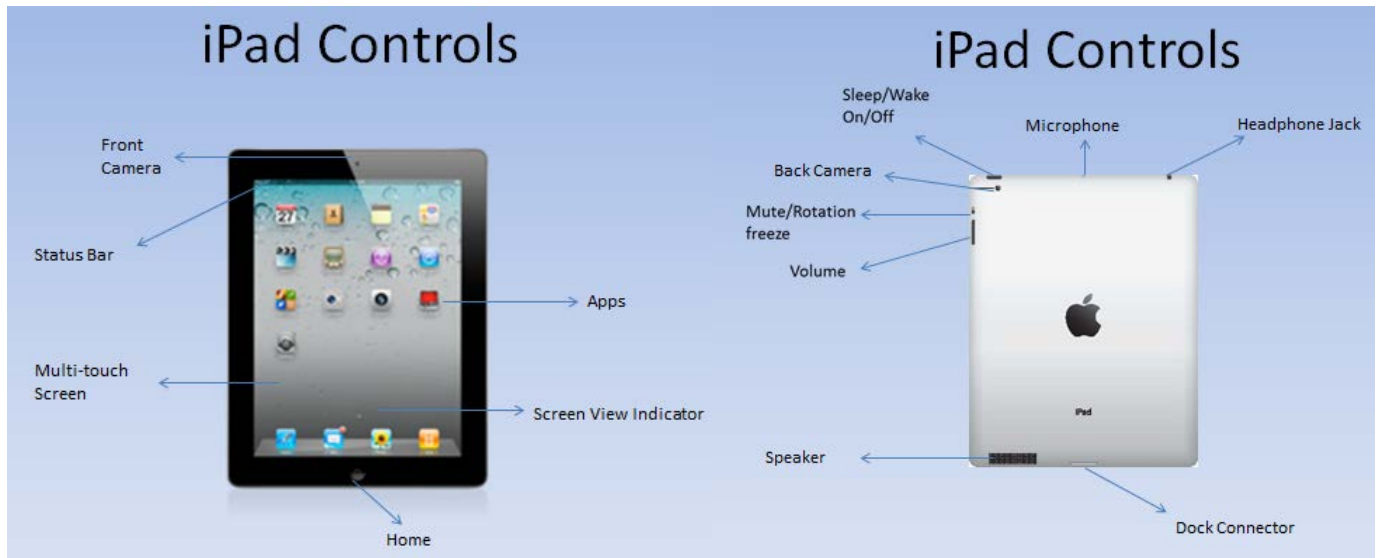 iPad Controls
Front
Camera
Status Bar
27
Apps
Multi-touch
Screen
Screen View Indicator
Home
iPad Controls
Sleep/Wake
On/Off
Microphone
Headphone Jack
Back Camera
Mute/Rotation
freeze
Volume
iPad
Speaker
Dock Connector